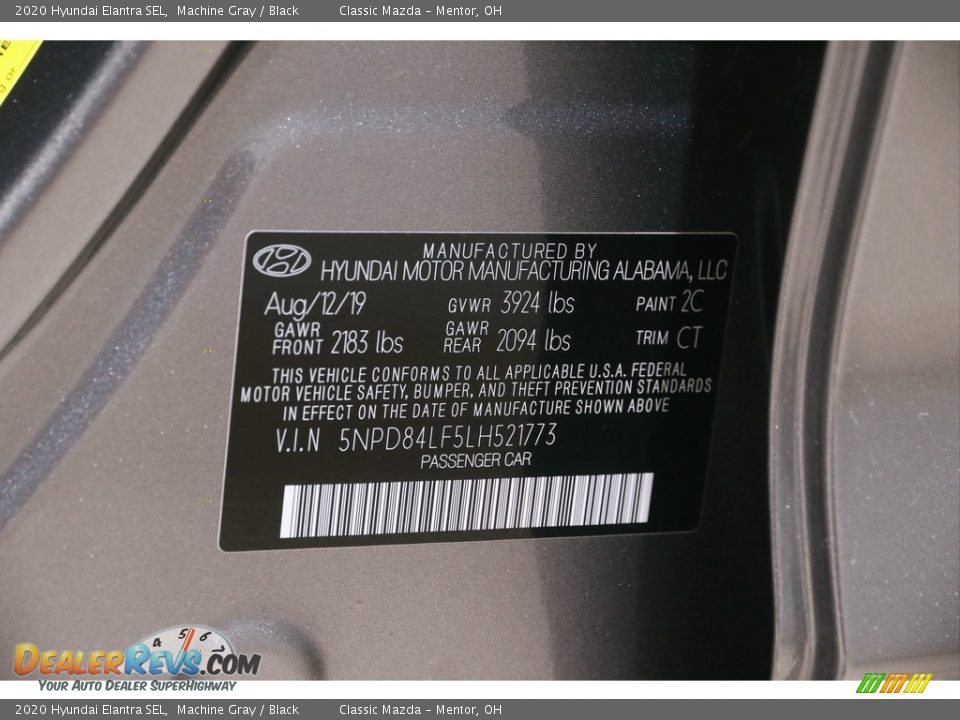 2020 Hyundai Elantra SEL, Machine Gray / Black Classic Mazda - Mentor, OH
MANUFACTURED BY
HYUNDAI MOTOR MANUFACTURING ALABAMA, LLC
Aug/12/19 GVWR 3924 lbs PAINT 2C
GAWR FRONT 2183 lbs GAWR REAR 2094 lbs TRIM CT
THIS VEHICLE CONFORMS TO ALL APPLICABLE U.S.A. FEDERAL
MOTOR VEHICLE SAFETY, BUMPER, AND THEFT PREVENTION STANDARDS
IN EFFECT ON THE DATE OF MANUFACTURE SHOWN ABOVE
V.I.N 5NPD84LF5LH521773
PASSENGER CAR
4 5 6 7
DEALERREVS.COM
YOUR AUTO DEALER SUPERHIGHWAY
2020 Hyundai Elantra SEL, Machine Gray / Black Classic Mazda - Mentor, OH